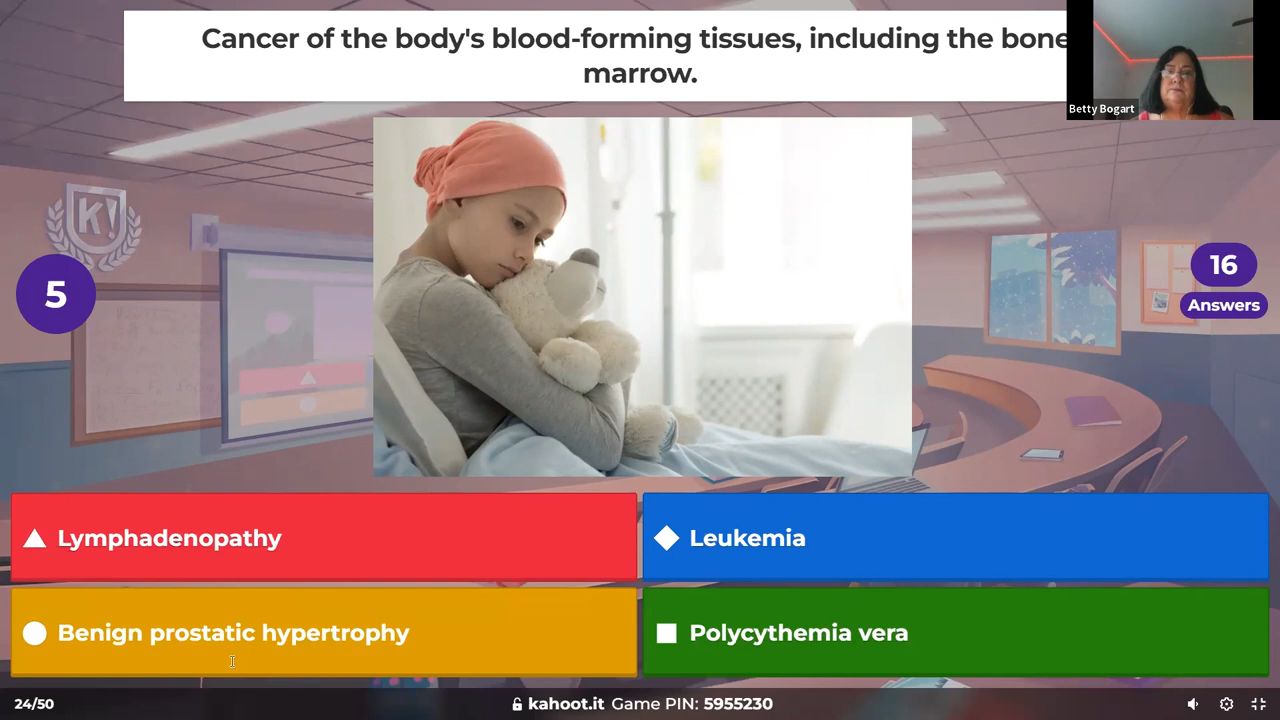 Cancer of the body's blood-forming tissues, including the bone
marrow.
Betty Bogart
K!
5
16
Answers
Lymphadenopathy
Leukemia
Benign prostatic hypertrophy
Polycythemia vera
24/50
kahoot.it Game PIN: 5955230